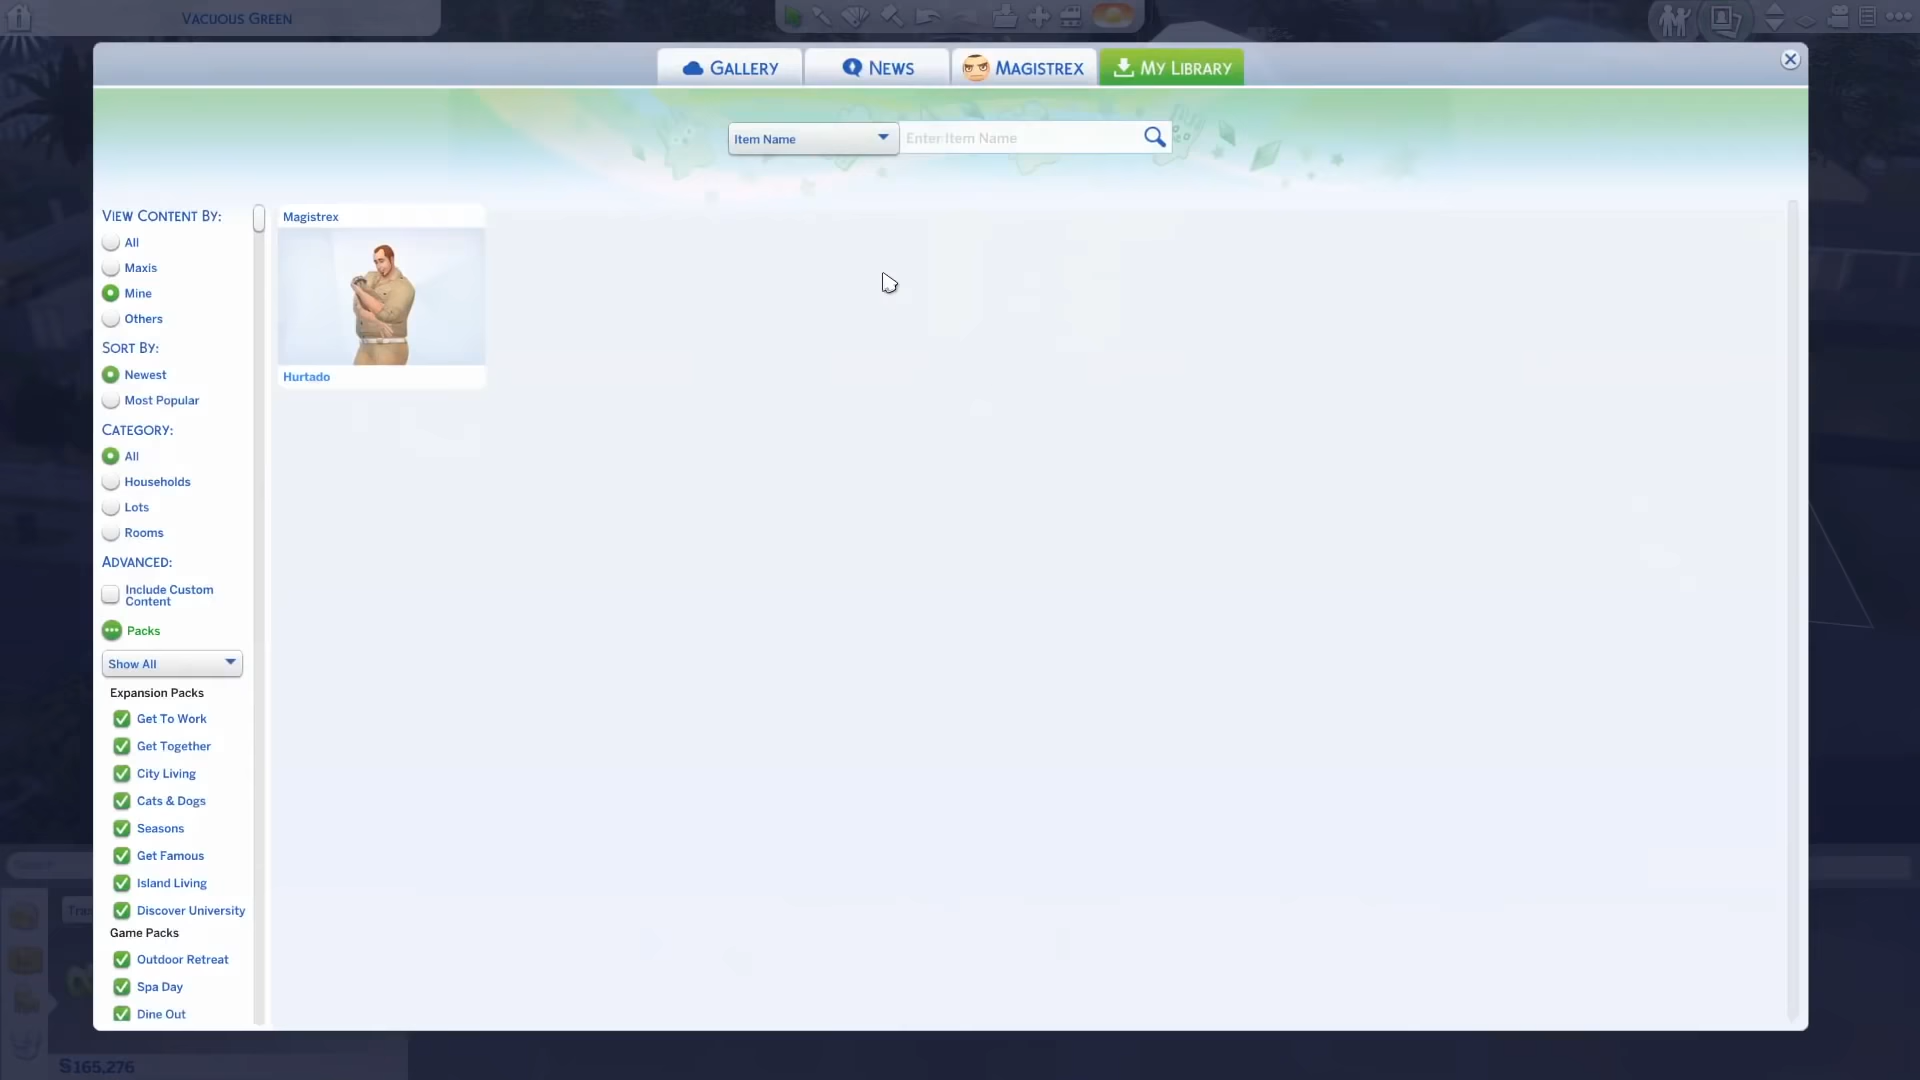 VACUOUS GREEN
GALLERY
NEWS
MAGISTREX
MY LIBRARY
Item Name
Enter Item Name
VIEW CONTENT BY:
All
Maxis
Mine
Others
SORT BY:
Newest
Most Popular
CATEGORY:
All
Households
Lots
Rooms
ADVANCED:
Include Custom
Content
Packs
Show All
Expansion Packs
Get To Work
Get Together
City Living
Cats & Dogs
Seasons
Get Famous
Island Living
Discover University
Game Packs
Outdoor Retreat
Spa Day
Dine Out
Magistrex
Hurtado
§165,276